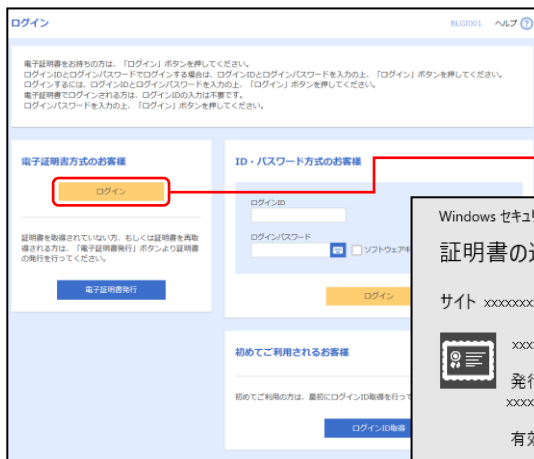 ログイン
BLGI001 ヘルプ ?
電子証明書をお持ちの方は、「ログイン」ボタンを押してください。
ログインIDとログインパスワードでログインする場合は、ログインIDとログインパスワードを入力の上、「ログイン」ボタンを押してください。
ログインするには、ログインIDとログインパスワードを入力の上、「ログイン」ボタンを押してください。
電子証明書でログインされる方は、ログインIDの入力は不要です。
ログインパスワードを入力の上、「ログイン」ボタンを押してください。
電子証明書方式のお客様
ログイン
証明書を取得されていない方、もしくは証明書を再取
得される方は、「電子証明書発行」ボタンより証明書
の発行を行ってください。
電子証明書発行
ID・パスワード方式のお客様
ログインID
ログインパスワード
ソフトウェアキ
ログイン
初めてご利用されるお客様
初めてご利用の方は、最初にログインID取得を行って
ログインID取得
Windows セキュリ
証明書の
サイト xxxxxxx
xxx
発行
xxxx
有効